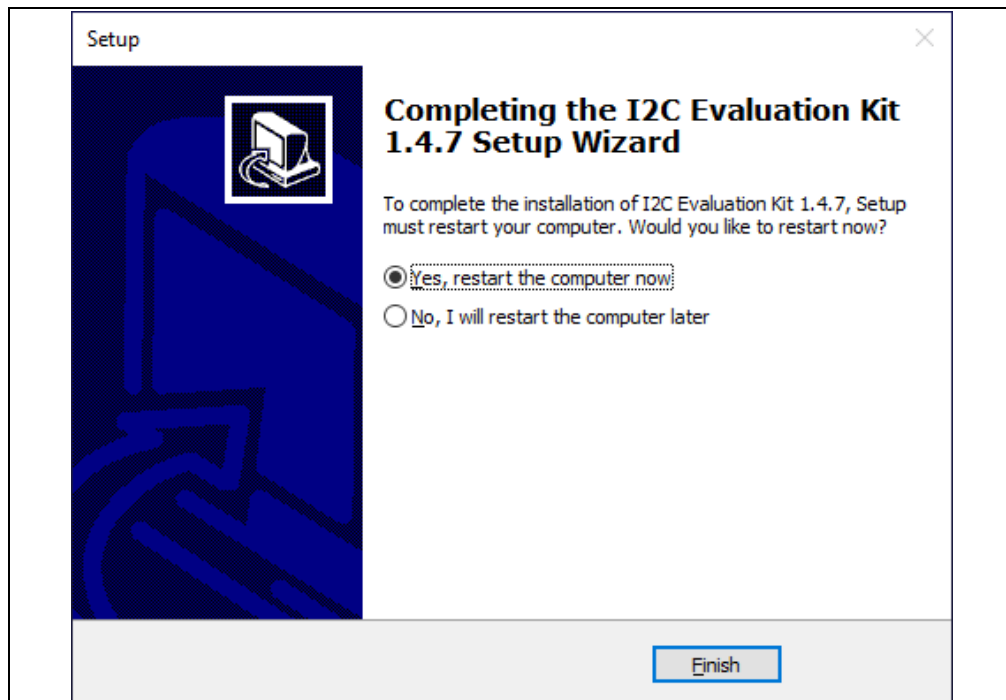 Setup
Completing the I2C Evaluation Kit
1.4.7 Setup Wizard
To complete the installation of I2C Evaluation Kit 1.4.7, Setup
must restart your computer. Would you like to restart now?
Yes, restart the computer now
No, I will restart the computer later
Finish